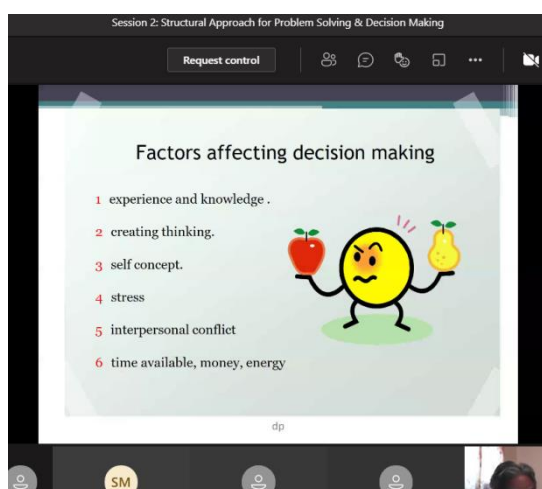 Session 2: Structural Approach for Problem Solving & Decision Making
Request control
Factors affecting decision making
1 experience and knowledge .
2 creating thinking.
3 self concept.
4 stress
5 interpersonal conflict
6 time available, money, energy
dp
SM